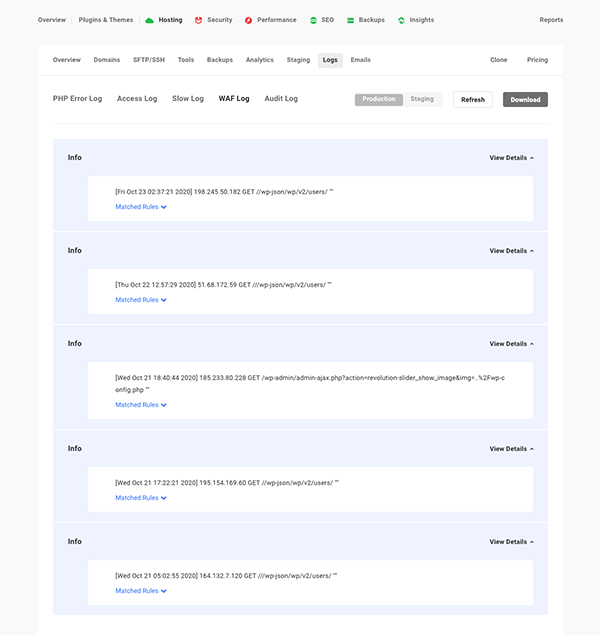 Overview Plugins & Themes Hosting Security Performance SEO Backups Insights Reports
Overview Domains SFTP/SSH Tools Backups Analytics Staging Logs Emails Clone Pricing
PHP Error Log Access Log Slow Log WAF Log Audit Log Production Staging Refresh Download
Info View Details
[Fri Oct 23 02:37:21 2020] 198.245.50.182 GET //wp-json/wp/v2/users/ ""
Matched Rules
Info View Details
[Thu Oct 22 12:57:29 2020] 51.68.172.59 GET ///wp-json/wp/v2/users/ ""
Matched Rules
Info View Details
[Wed Oct 21 18:40:44 2020] 185.233.80.228 GET /wp-admin/admin-ajax.php?action=revolution-slider_show_image&img=..%2Fwp-c
onfig.php ""
Matched Rules
Info View Details
[Wed Oct 21 17:22:21 2020] 195.154.169.60 GET //wp-json/wp/v2/users/ ""
Matched Rules
Info View Details
[Wed Oct 21 05:02:55 2020] 164.132.7.120 GET ///wp-json/wp/v2/users/ ""
Matched Rules